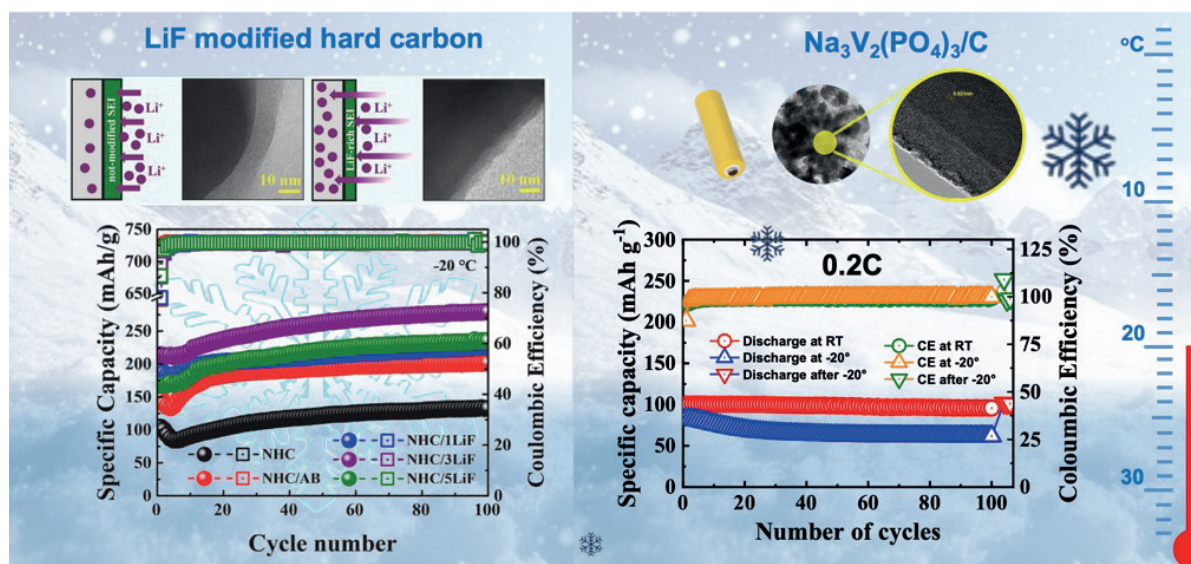 LiF modified hard carbon
not-modified SEI
Li⁺
Li⁺
Li⁺
10 nm
LiF-rich SEI
Li⁺
Li⁺
Li⁺
10 nm
Specific Capacity (mAh/g)
750
700
650
250
200
150
100
50
0
-20 °C
NHC
NHC/AB
NHC/1LiF
NHC/3LiF
NHC/5LiF
100
80
60
40
20
0
Coulombic Efficiency (%)
0 20 40 60 80 100
Cycle number
Na₃V₂(PO₄)₃/C
Specific capacity (mAh g⁻¹)
300
250
200
150
100
50
0
0.2C
Discharge at RT
Discharge at -20°
Discharge after -20°
CE at RT
CE at -20°
CE after -20°
125
100
75
50
25
0
Coloumbic Efficiency (%)
0 20 40 60 80 100
Number of cycles
°C
10
20
30